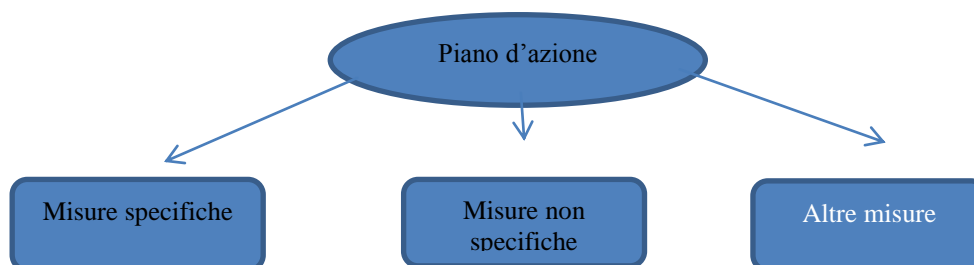 Piano d’azione
Misure specifiche
Misure non
specifiche
Altre misure